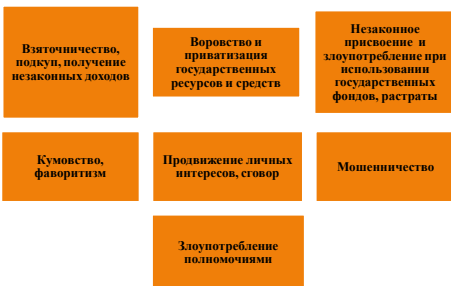 Взяточничество,
подкуп, получение
незаконных доходов
Воровство и
приватизация
государственных
ресурсов и средств
Незаконное
присвоение и
злоупотребление при
использовании
государственных
фондов, растраты
Кумовство,
фаворитизм
Продвижение личных
интересов, сговор
Мошенничество
Злоупотребление
полномочиями